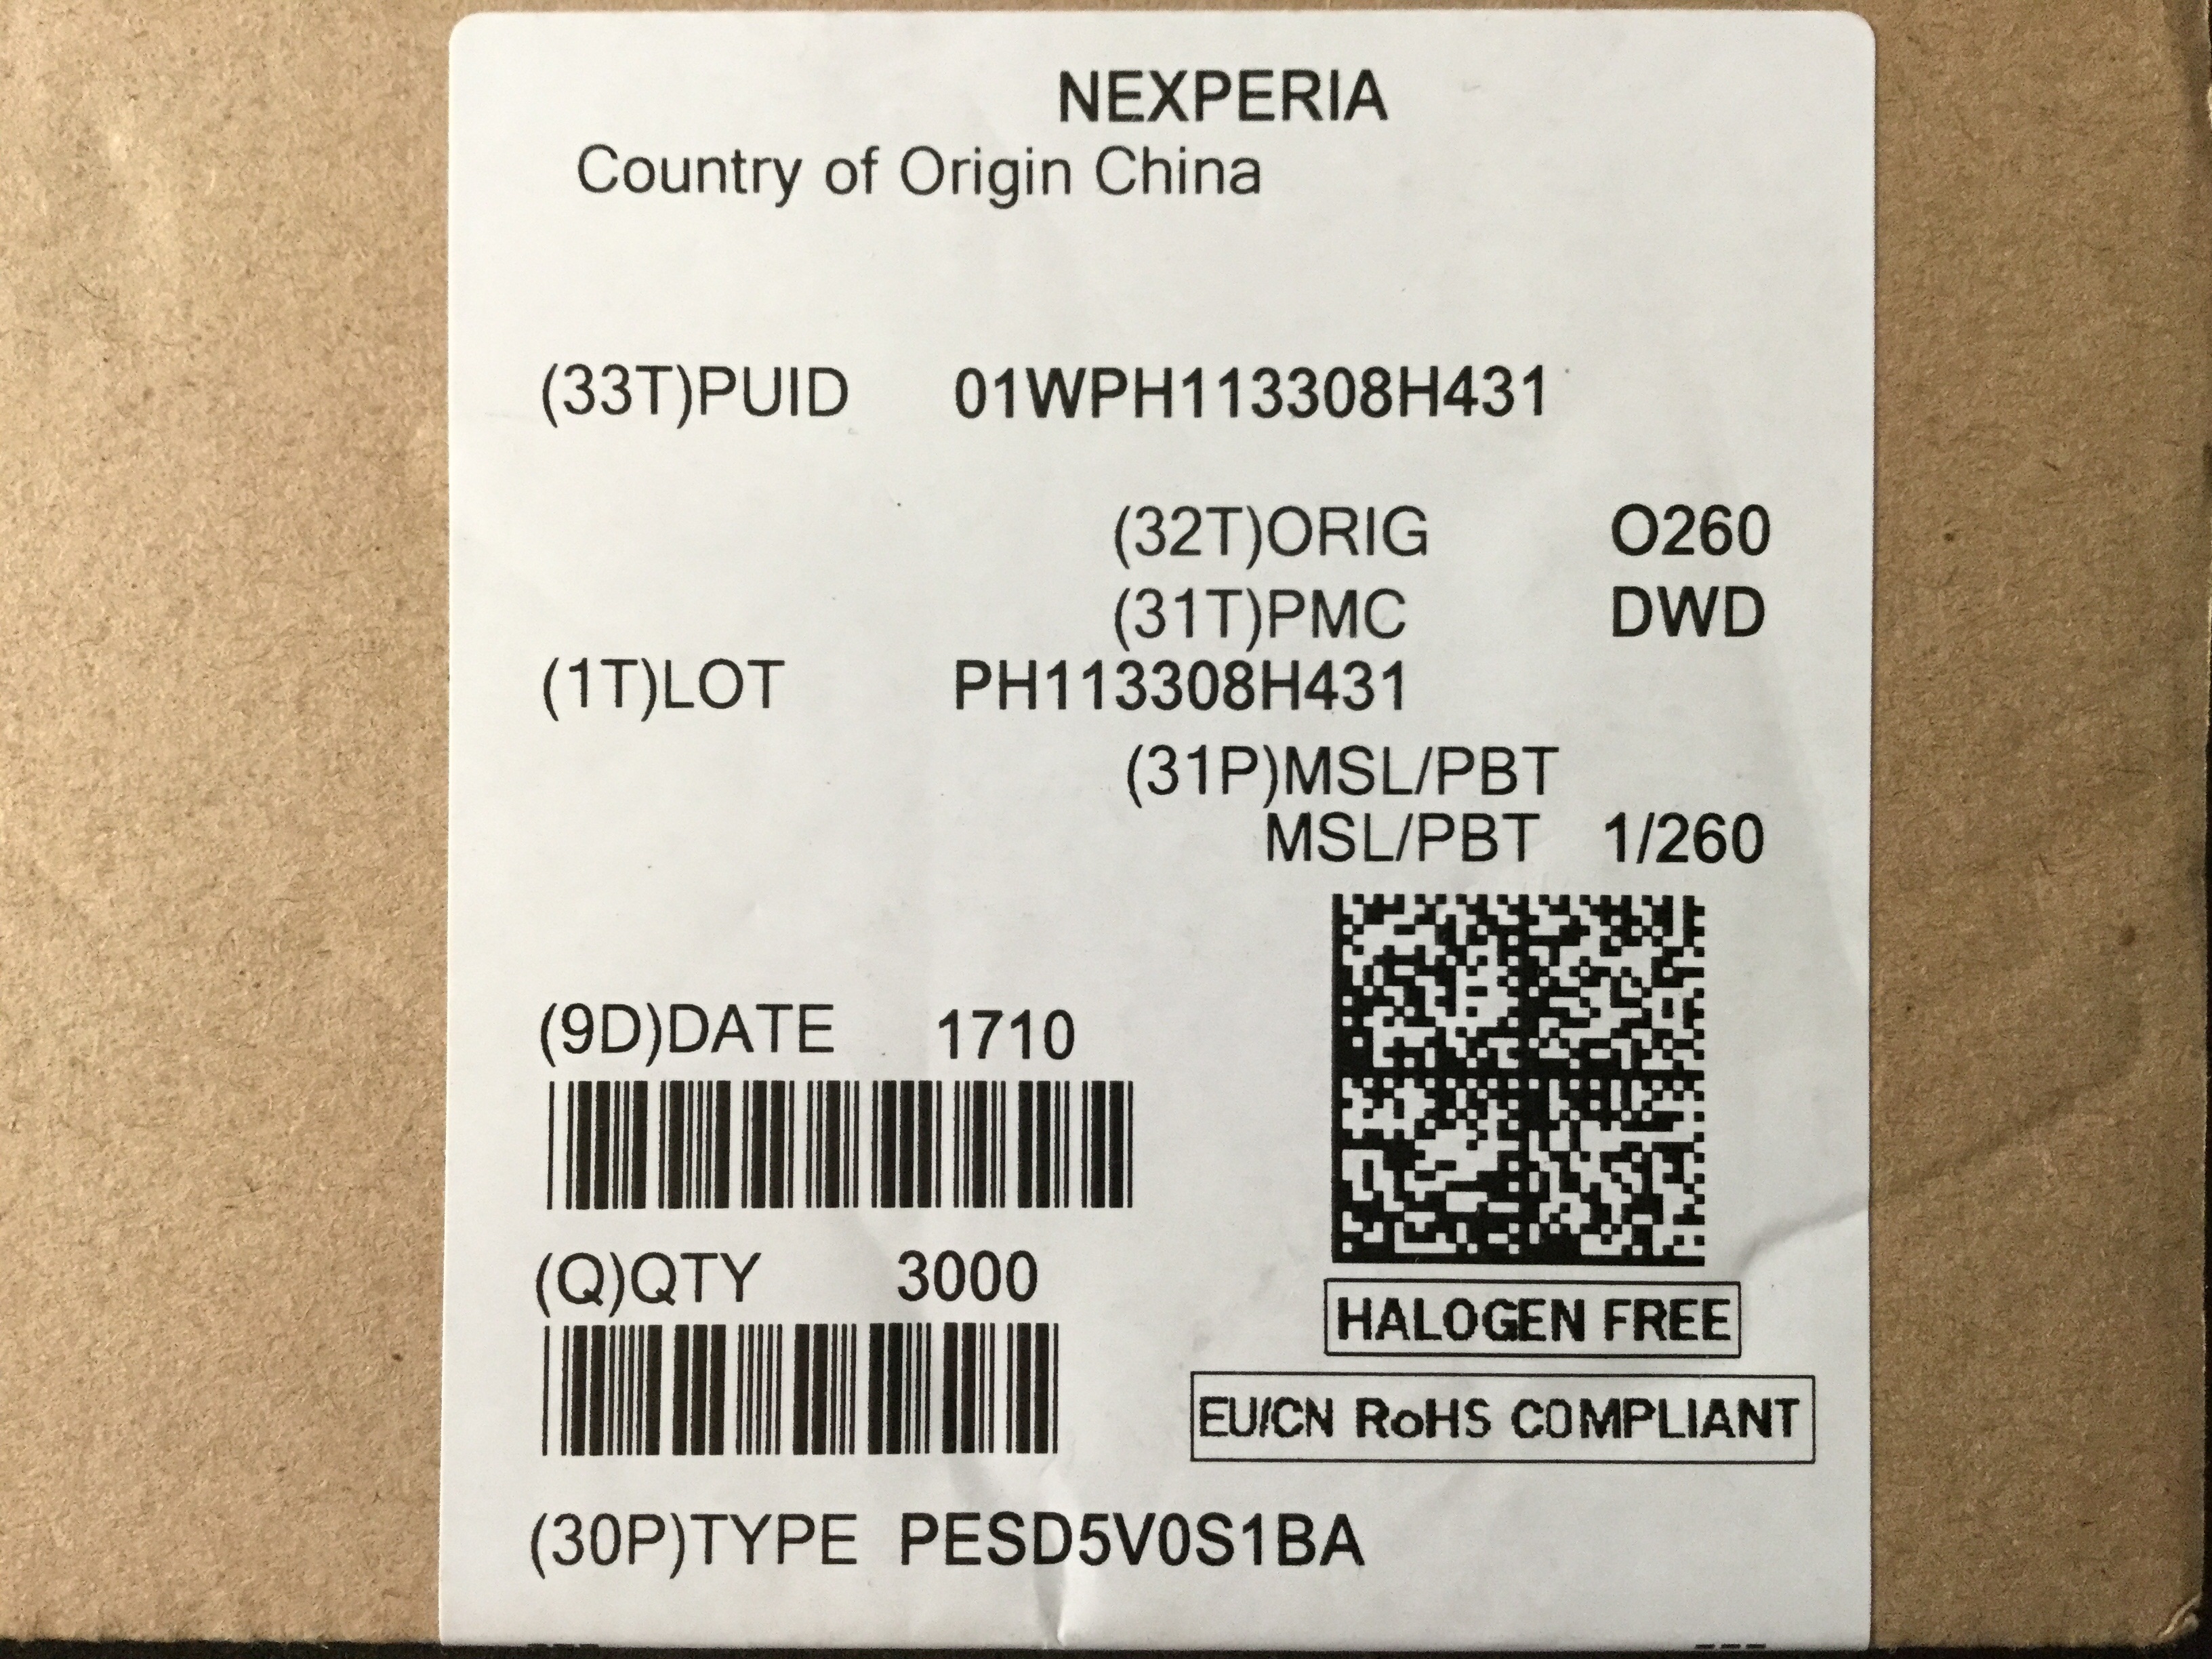 NEXPERIA
Country of Origin China
(33T)PUID 01WPH113308H431
(32T)ORIG O260
(31T)PMC DWD
(1T)LOT PH113308H431
(31P)MSL/PBT
MSL/PBT 1/260
(9D)DATE 1710
(Q)QTY 3000
HALOGEN FREE
EU/CN RoHS COMPLIANT
(30P)TYPE PESD5V0S1BA